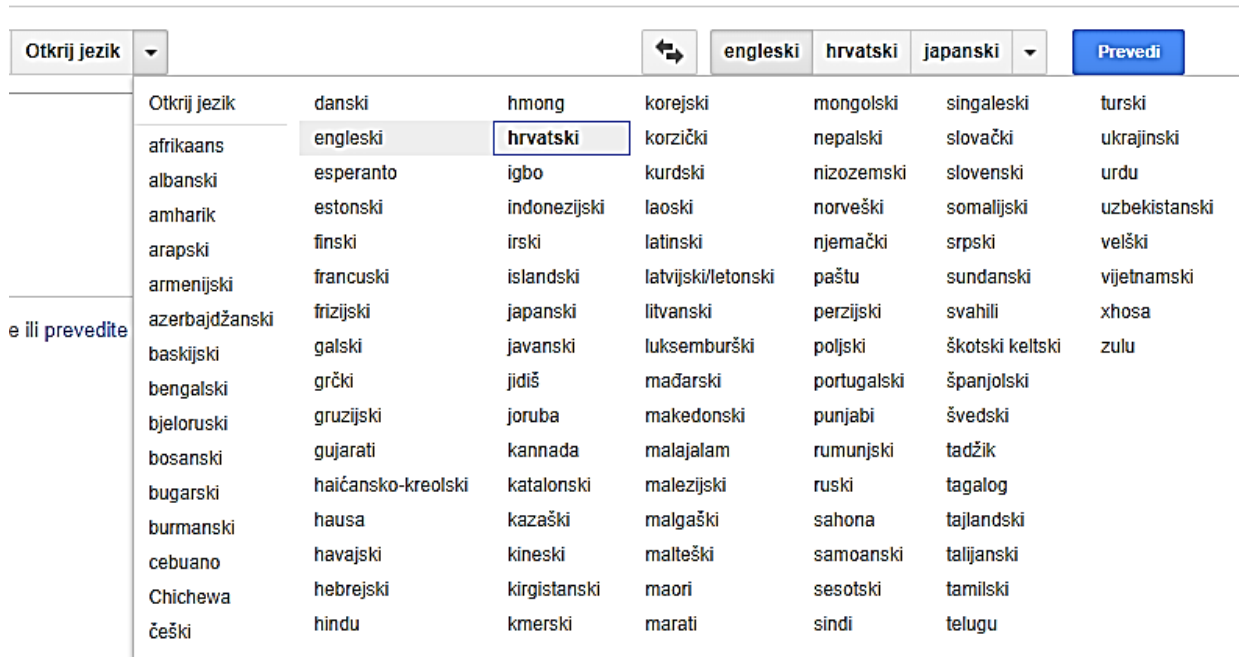 Otkrij jezik engleski hrvatski japanski Prevedi
Otkrij jezik
afrikaans
albanski
amharik
arapski
armenijski
azerbajdžanski
baskijski
bengalski
bjeloruski
bosanski
bugarski
burmanski
cebuano
Chichewa
češki
danski
engleski
esperanto
estonski
finski
francuski
frizijski
galski
grčki
gruzijski
gujarati
haićansko-kreolski
hausa
havajski
hebrejski
hindu
hmong
hrvatski
igbo
indonezijski
irski
islandski
japanski
javanski
jidiš
joruba
kannada
katalonski
kazaški
kineski
kirgistanski
kmerski
korejski
korzički
kurdski
laoski
latinski
latvijski/letonski
litvanski
luksemburški
mađarski
makedonski
malajalam
malezijski
malgaški
malteški
maori
marati
mongolski
nepalski
nizozemski
norveški
njemački
paštu
perzijski
poljski
portugalski
punjabi
rumunjski
ruski
sahona
samoanski
sesotski
sindi
singaleski
slovački
slovenski
somalijski
srpski
sundanski
svahili
škotski keltski
španjolski
švedski
tadžik
tagalog
tajlandski
talijanski
tamilski
telugu
turski
ukrajinski
urdu
uzbekistanski
velški
vijetnamski
xhosa
zulu
e ili prevedite